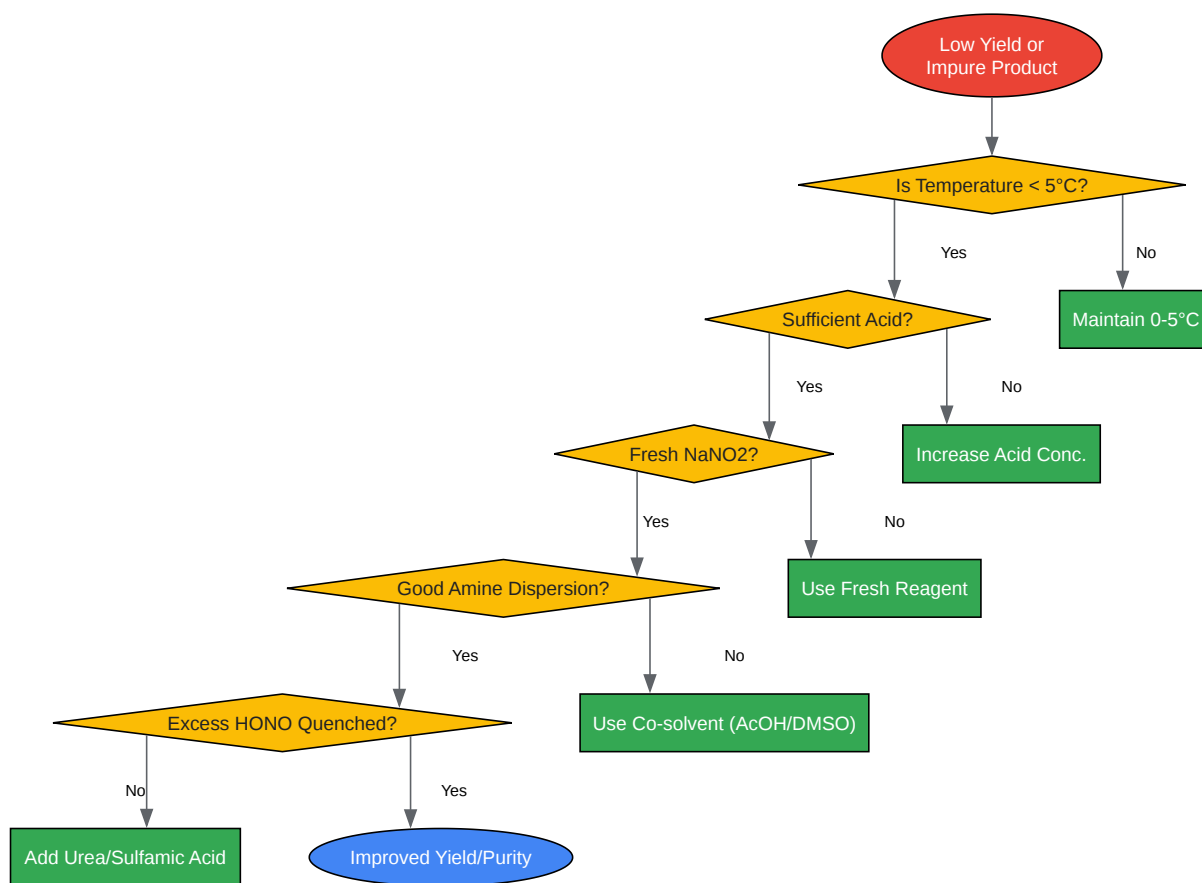 Low Yield or
Impure Product
Is Temperature < 5°C?
Yes
No
Sufficient Acid?
Maintain 0-5°C
Yes
No
Fresh NaNO2?
Increase Acid Conc.
Yes
No
Good Amine Dispersion?
Use Fresh Reagent
Yes
No
Excess HONO Quenched?
Use Co-solvent (AcOH/DMSO)
No
Yes
Add Urea/Sulfamic Acid
Improved Yield/Purity